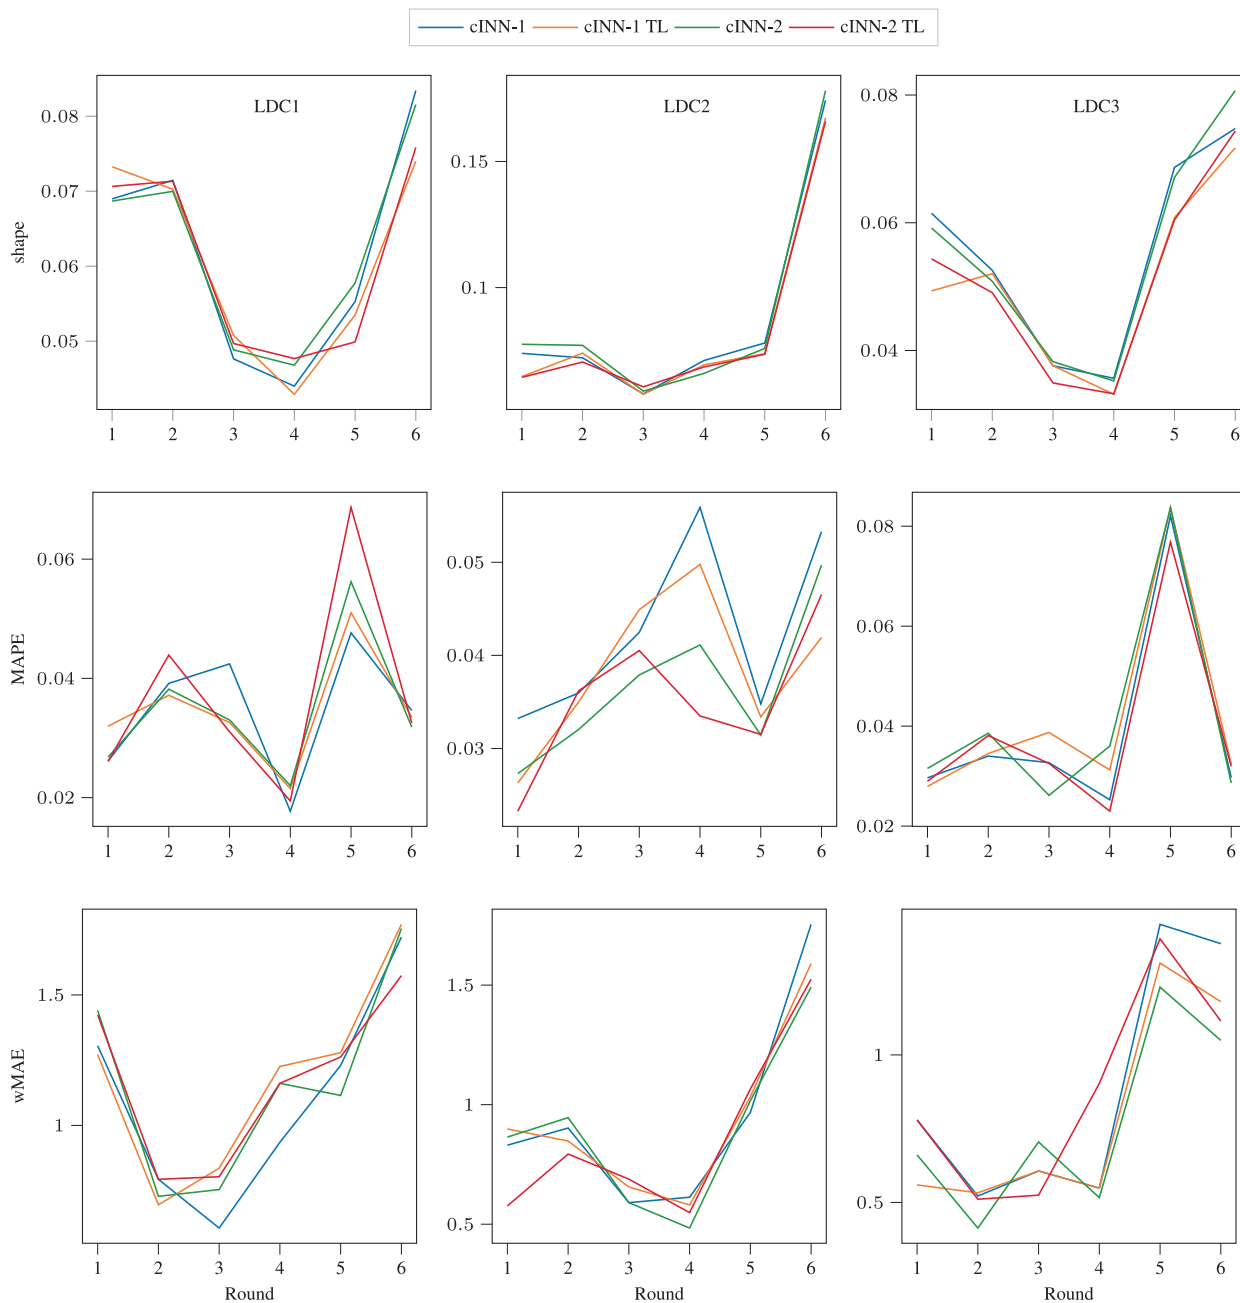 cINN-1 cINN-1 TL cINN-2 cINN-2 TL
LDC1 LDC2 LDC3
shape
0.08 0.07 0.06 0.05
0.15 0.1
0.08 0.06 0.04
1 2 3 4 5 6 1 2 3 4 5 6 1 2 3 4 5 6
MAPE
0.06 0.04 0.02
0.05 0.04 0.03
0.08 0.06 0.04 0.02
1 2 3 4 5 6 1 2 3 4 5 6 1 2 3 4 5 6
wMAE
1.5 1
1.5 1 0.5
1 0.5
1 2 3 4 5 6 1 2 3 4 5 6 1 2 3 4 5 6
Round Round Round